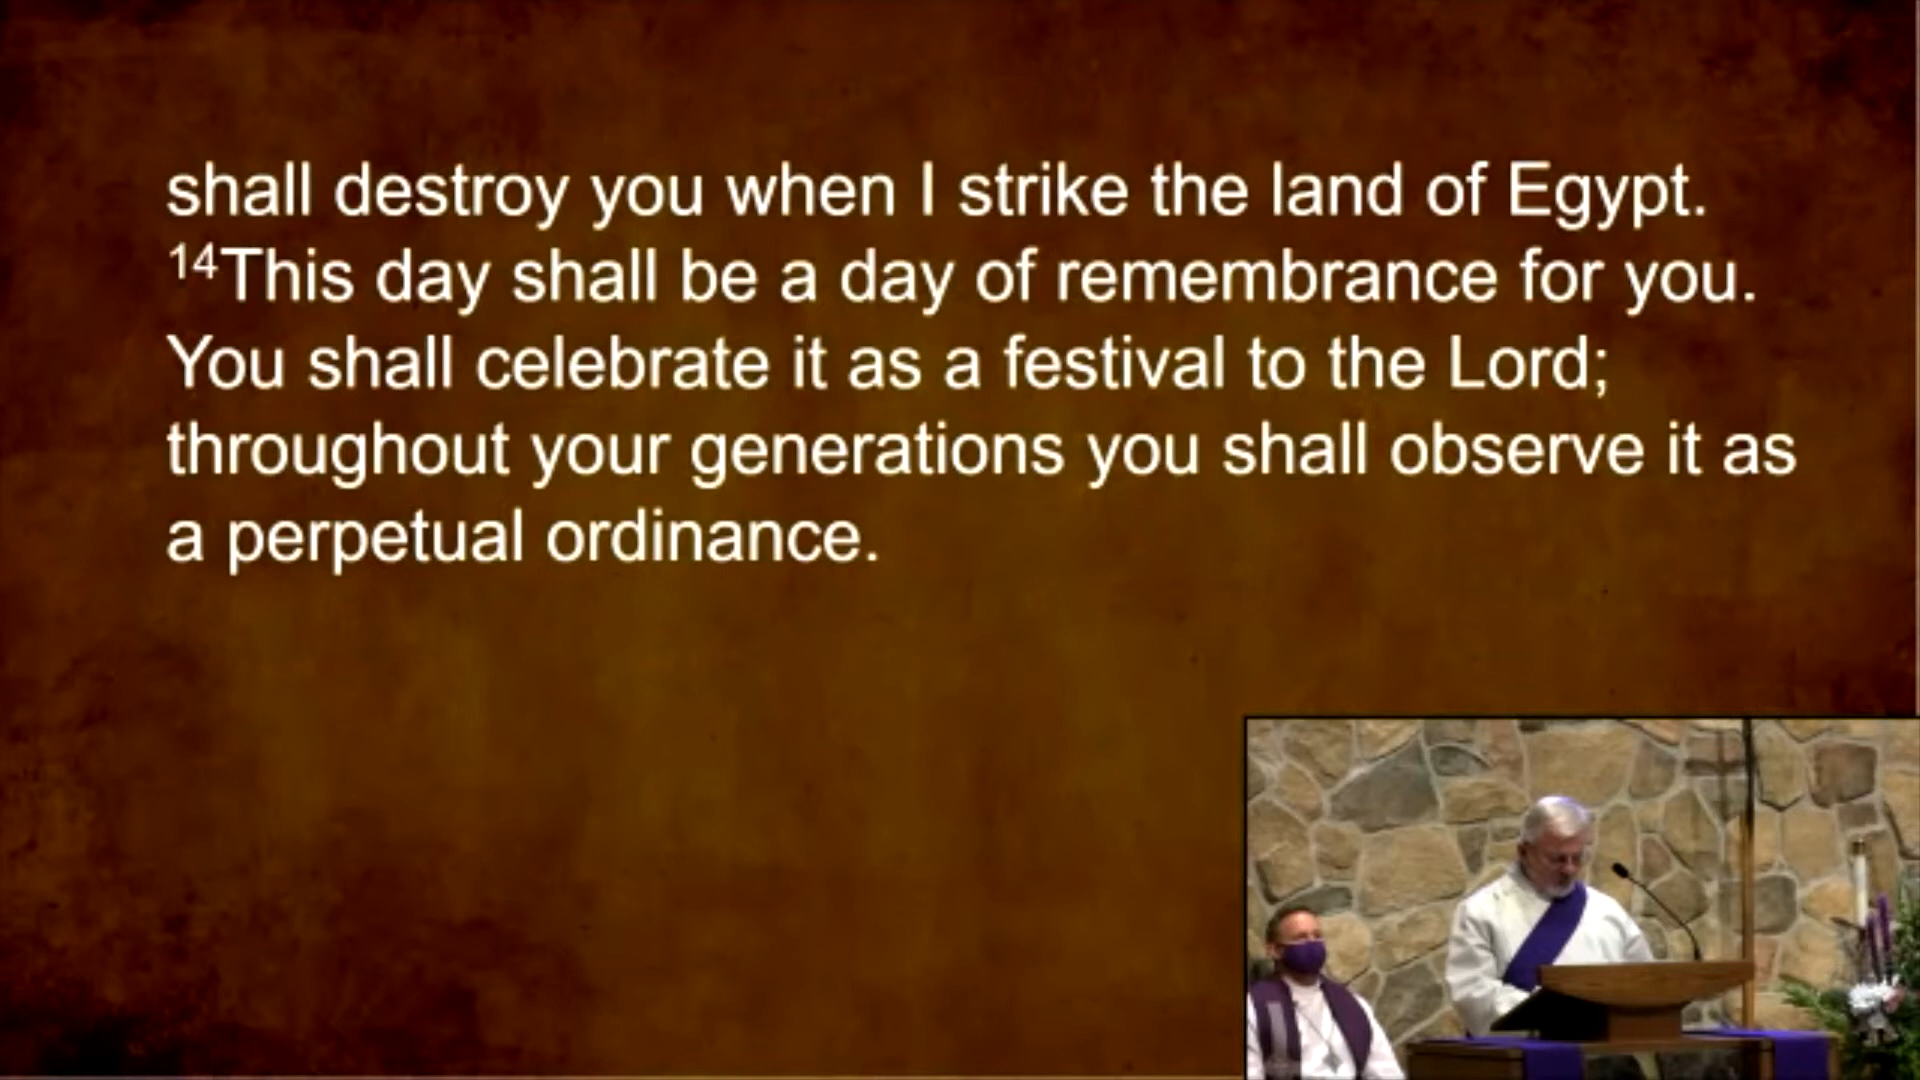 shall destroy you when I strike the land of Egypt.
¹⁴This day shall be a day of remembrance for you.
You shall celebrate it as a festival to the Lord;
throughout your generations you shall observe it as
a perpetual ordinance.